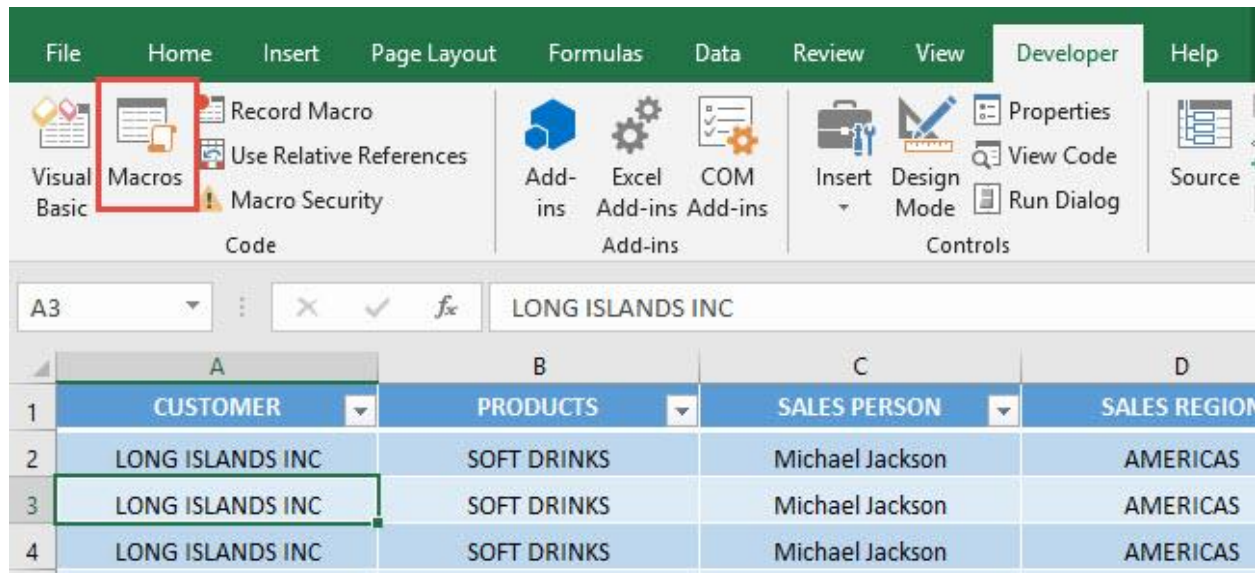 File Home Insert Page Layout Formulas Data Review View Developer Help
Record Macro
Use Relative References
Macro Security
Visual Basic
Macros
Code
Add-ins
Excel Add-ins
COM Add-ins
Add-ins
Insert
Design Mode
Properties
View Code
Run Dialog
Controls
Source
A3 fx LONG ISLANDS INC
A B C D
1 CUSTOMER PRODUCTS SALES PERSON SALES REGION
2 LONG ISLANDS INC SOFT DRINKS Michael Jackson AMERICAS
3 LONG ISLANDS INC SOFT DRINKS Michael Jackson AMERICAS
4 LONG ISLANDS INC SOFT DRINKS Michael Jackson AMERICAS